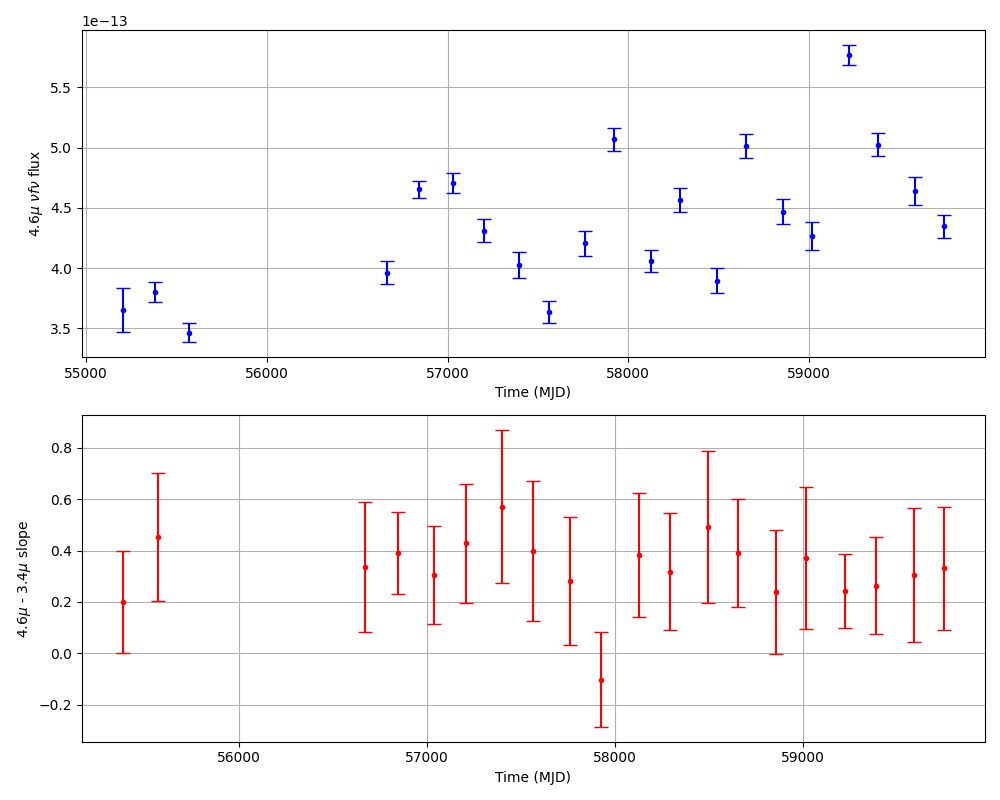 1e−13
4.6μ νfν flux
5.5
5.0
4.5
4.0
3.5
55000 56000 57000 58000 59000
Time (MJD)
4.6μ - 3.4μ slope
0.8
0.6
0.4
0.2
0.0
−0.2
56000 57000 58000 59000
Time (MJD)